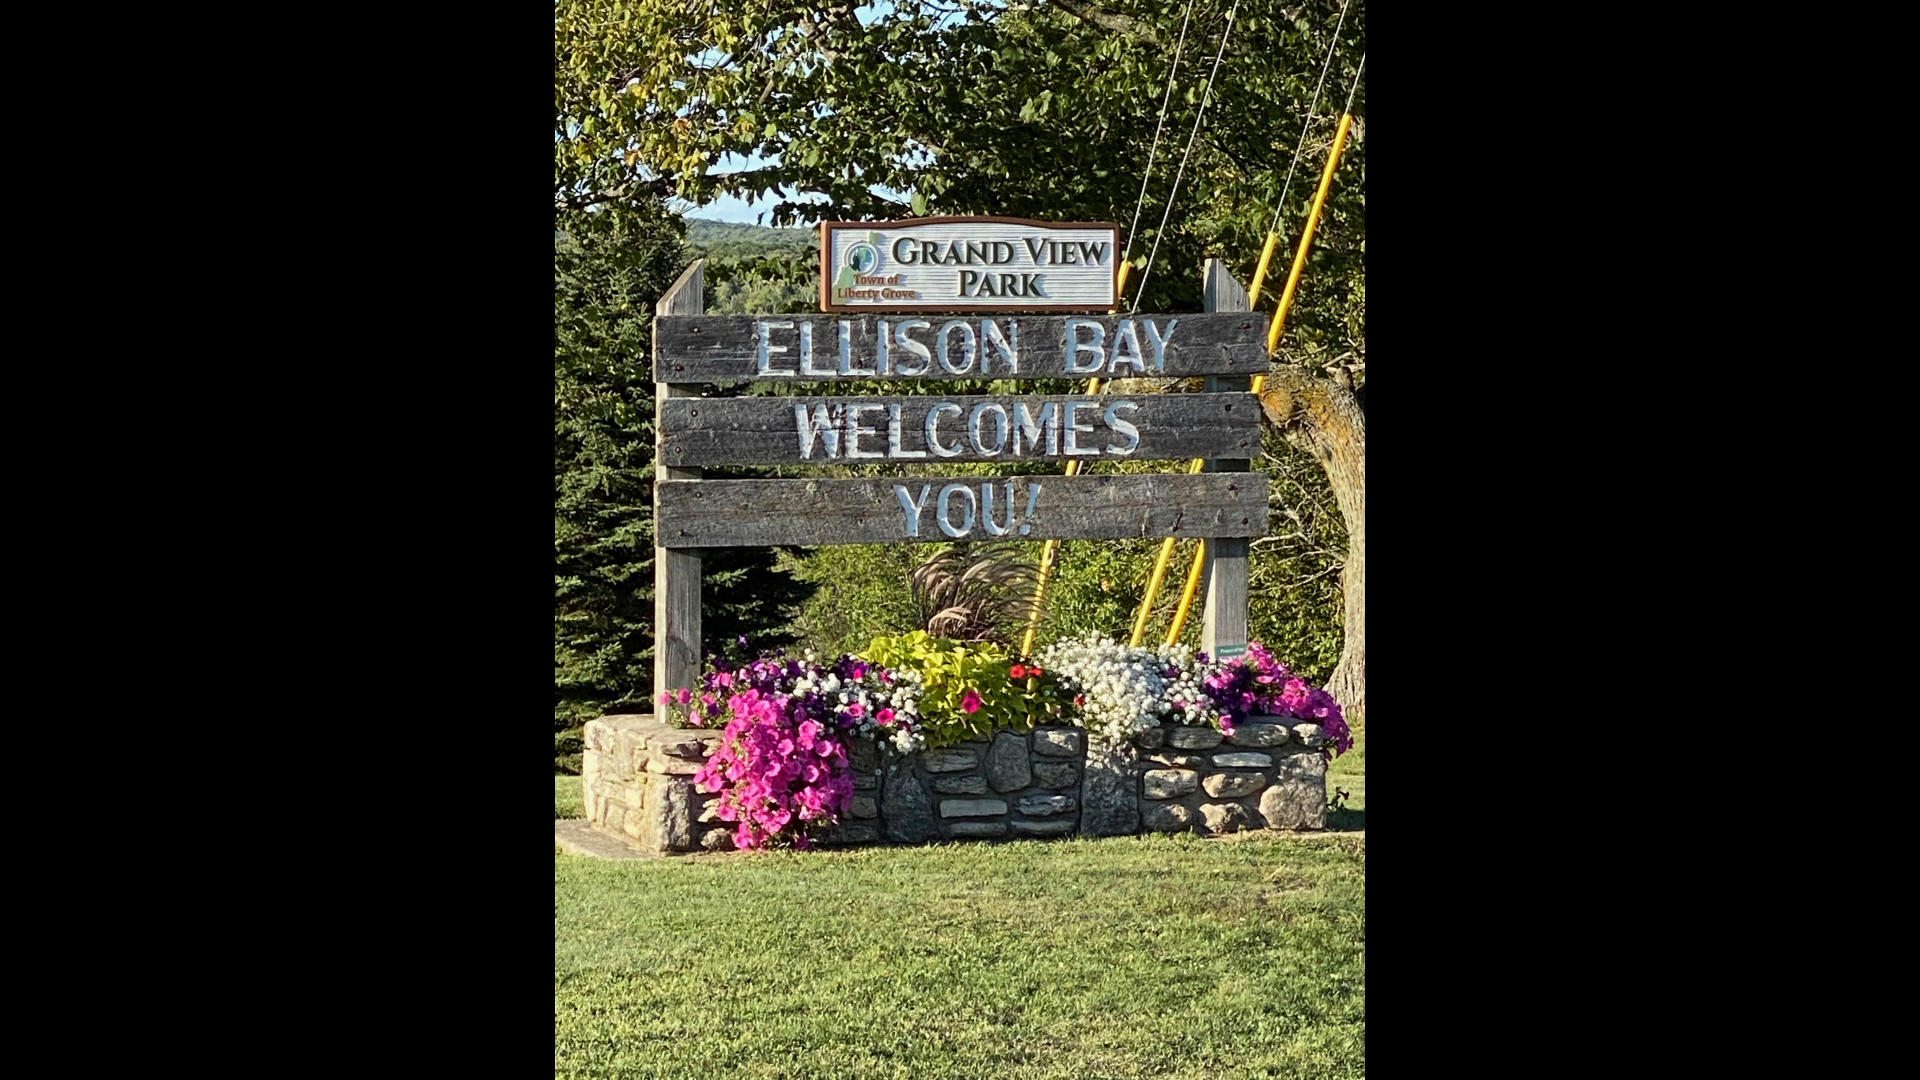 GRAND VIEW
PARK
Town of
Liberty Grove
ELLISON BAY
WELCOMES
YOU!